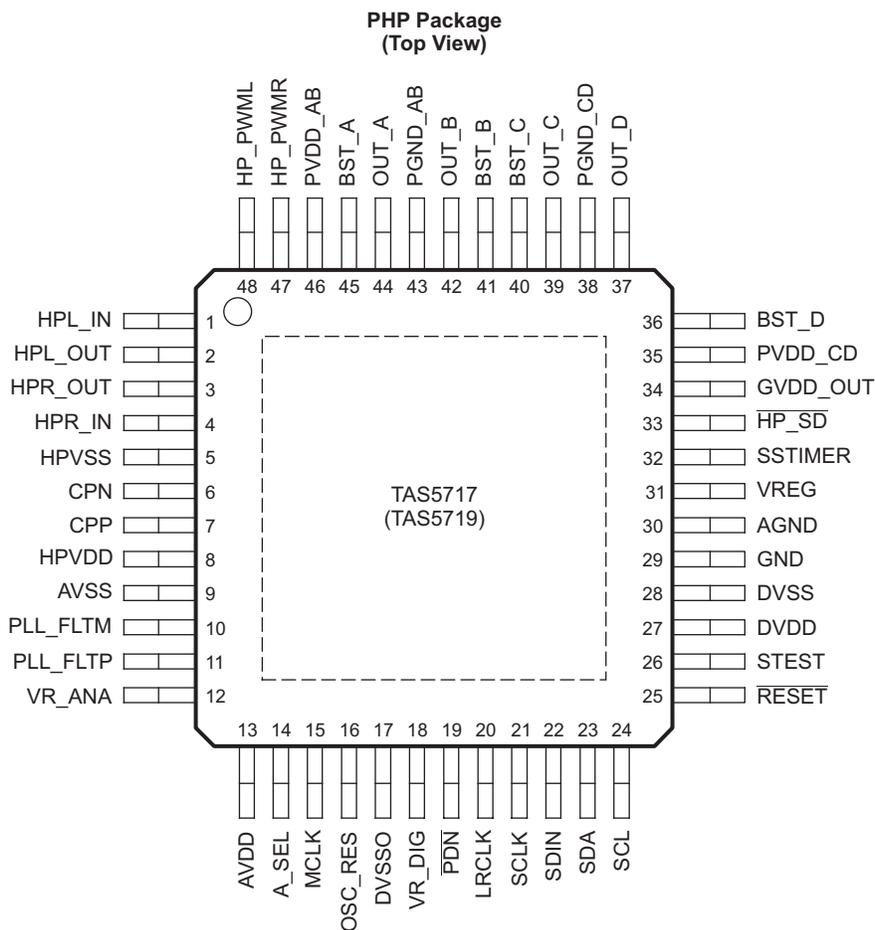 PHP Package
(Top View)
HP_PWML
HP_PWMR
PVDD_AB
BST_A
OUT_A
PGND_AB
OUT_B
BST_B
BST_C
OUT_C
PGND_CD
OUT_D
48 47 46 45 44 43 42 41 40 39 38 37
HPL_IN 1
HPL_OUT 2
HPR_OUT 3
HPR_IN 4
HPVSS 5
CPN 6
CPP 7
HPVDD 8
AVSS 9
PLL_FLTM 10
PLL_FLTP 11
VR_ANA 12
TAS5717
(TAS5719)
36 BST_D
35 PVDD_CD
34 GVDD_OUT
33 HP_SD
32 SSTIMER
31 VREG
30 AGND
29 GND
28 DVSS
27 DVDD
26 STEST
25 RESET
13 14 15 16 17 18 19 20 21 22 23 24
AVDD
A_SEL
MCLK
OSC_RES
DVSSO
VR_DIG
PDN
LRCLK
SCLK
SDIN
SDA
SCL